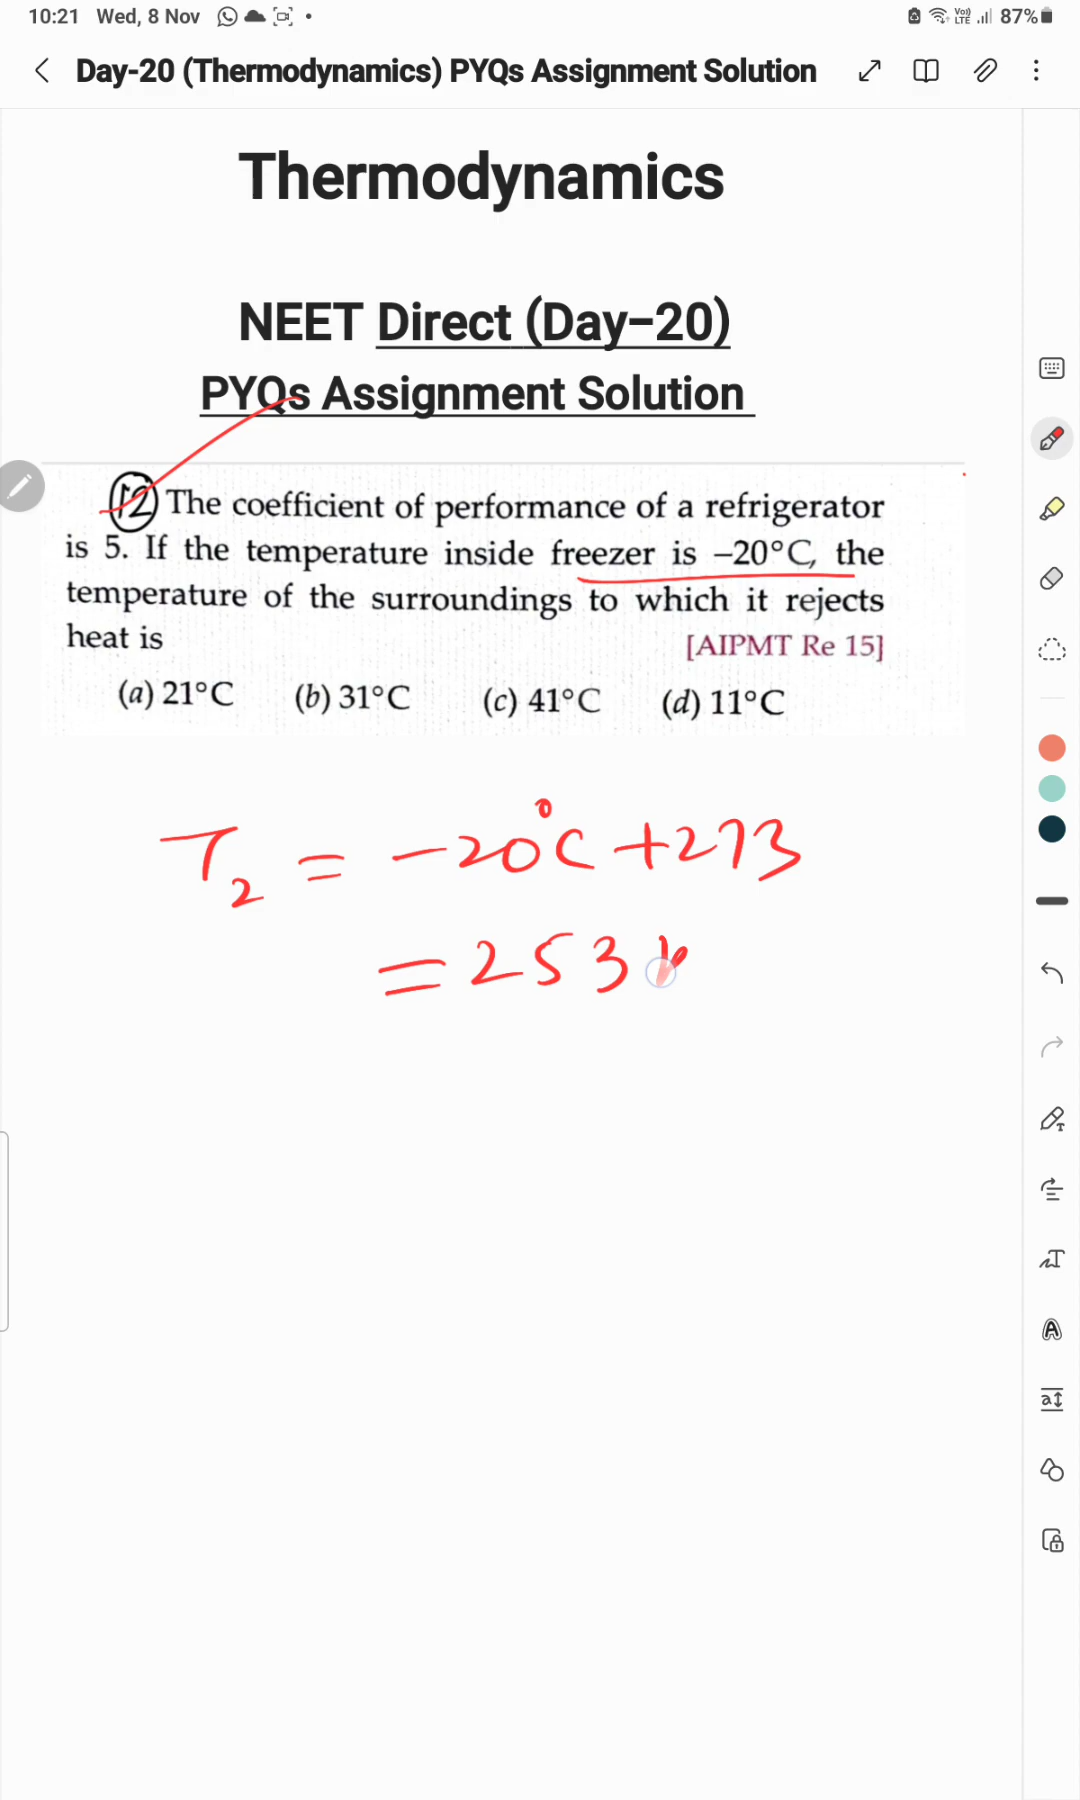 10:21 Wed, 8 Nov
Vo)) LTE 87%
Day-20 (Thermodynamics) PYQs Assignment Solution
Thermodynamics
NEET Direct (Day-20)
PYQs Assignment Solution
12 The coefficient of performance of a refrigerator
is 5. If the temperature inside freezer is –20°C, the
temperature of the surroundings to which it rejects
heat is [AIPMT Re 15]
(a) 21°C (b) 31°C (c) 41°C (d) 11°C
T₂ = -20°C +273
= 253 K